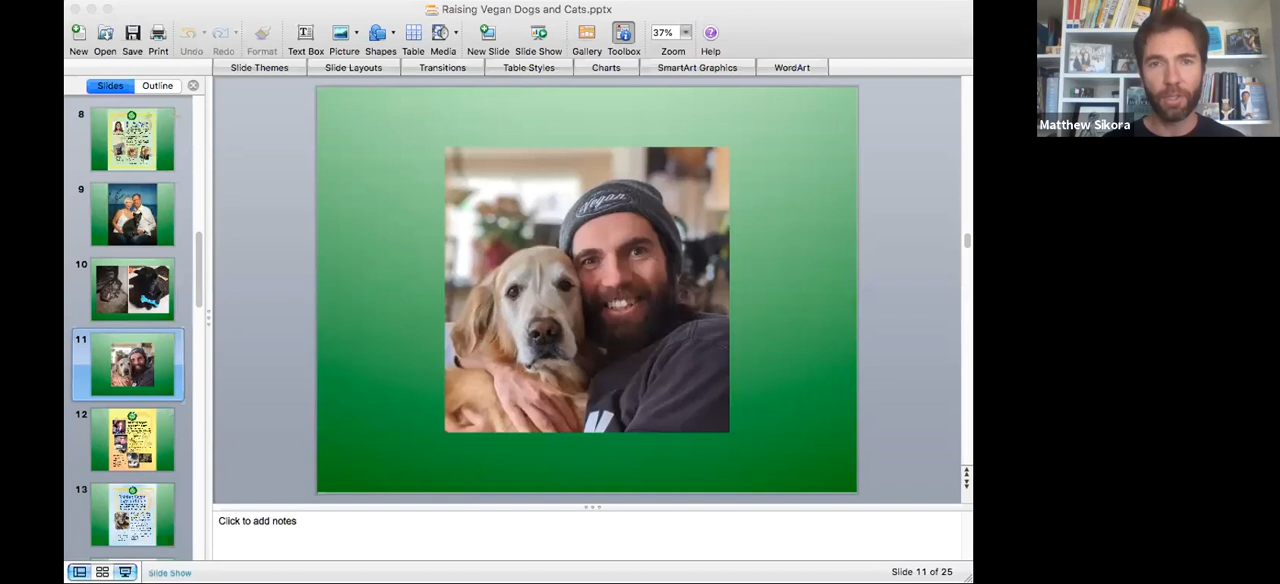 Raising Vegan Dogs and Cats.pptx
New Open Save Print Undo Redo Format Text Box Picture Shapes Table Media New Slide Slide Show Gallery Toolbox 37% Zoom Help
Slide Themes Slide Layouts Transitions Table Styles Charts SmartArt Graphics WordArt
Slides Outline
8
9
10
11
12
13
Vegan
Click to add notes
Slide Show
Slide 11 of 25
Matthew Sikora